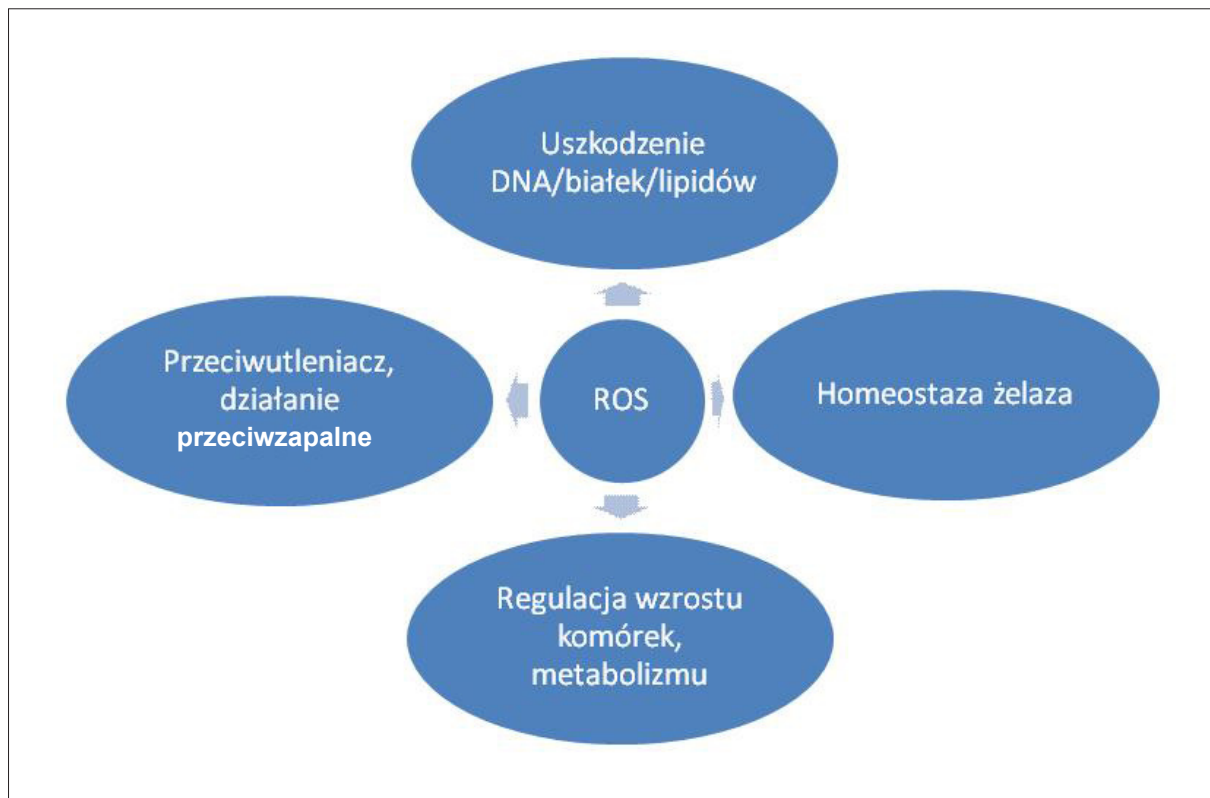 Uszkodzenie
DNA/białek/lipidów
Przeciwutleniacz,
działanie
przeciwzapalne
ROS
Homeostaza żelaza
Regulacja wzrostu
komórek,
metabolizmu